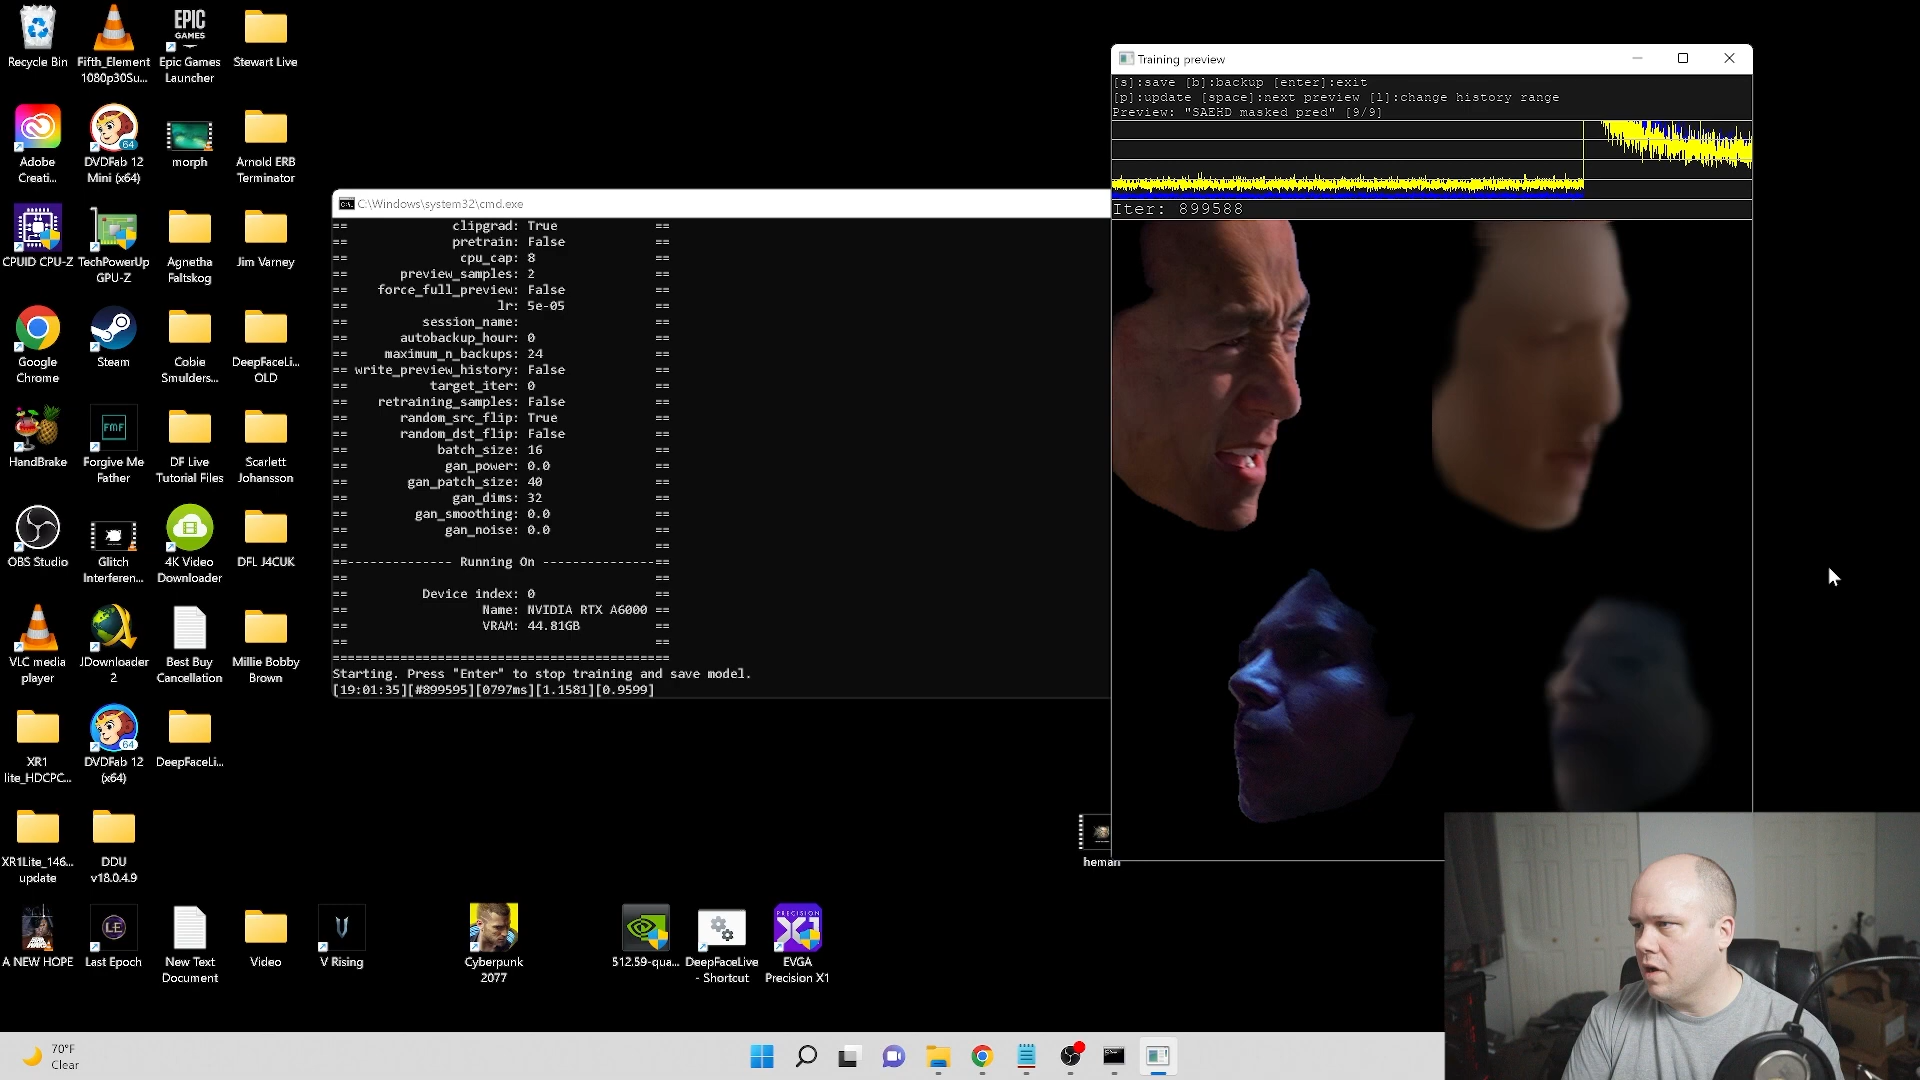 Recycle Bin
Fifth_Element
1080p30Su...
EPIC
GAMES
Epic Games
Launcher
Stewart Live
Adobe
Creati...
64
DVDFab 12
Mini (x64)
morph
Arnold ERB
Terminator
CPUID CPU-Z
TechPowerUp
GPU-Z
Agnetha
Faltskog
Jim Varney
Google
Chrome
Steam
Cobie
Smulders...
DeepFaceLi...
OLD
HandBrake
FMF
Forgive Me
Father
DF Live
Tutorial Files
Scarlett
Johansson
OBS Studio
Glitch
Interferen...
4K Video
Downloader
DFL J4CUK
VLC media
player
JDownloader
2
Best Buy
Cancellation
Millie Bobby
Brown
XR1
lite_HDCPC...
64
DVDFab 12
(x64)
DeepFaceLi...
XR1Lite_146...
update
DDU
v18.0.4.9
A NEW HOPE
LE
Last Epoch
New Text
Document
Video
V Rising
Cyberpunk
2077
512.59-qua...
DeepFaceLive
- Shortcut
PRECISION
X1
EVGA
Precision X1
heman
C:\Windows\system32\cmd.exe
== clipgrad: True ==
== pretrain: False ==
== cpu_cap: 8 ==
== preview_samples: 2 ==
== force_full_preview: False ==
== lr: 5e-05 ==
== session_name: ==
== autobackup_hour: 0 ==
== maximum_n_backups: 24 ==
== write_preview_history: False ==
== target_iter: 0 ==
== retraining_samples: False ==
== random_src_flip: True ==
== random_dst_flip: False ==
== batch_size: 16 ==
== gan_power: 0.0 ==
== gan_patch_size: 40 ==
== gan_dims: 32 ==
== gan_smoothing: 0.0 ==
== gan_noise: 0.0 ==
== ==
==-------------- Running On ---------------==
== ==
== Device index: 0 ==
== Name: NVIDIA RTX A6000 ==
== VRAM: 44.81GB ==
== ==
=============================================
Starting. Press "Enter" to stop training and save model.
[19:01:35][#899595][0797ms][1.1581][0.9599]
Training preview
[s]:save [b]:backup [enter]:exit
[p]:update [space]:next preview [l]:change history range
Preview: "SAEHD masked pred" [9/9]
Iter: 899588
70°F
Clear